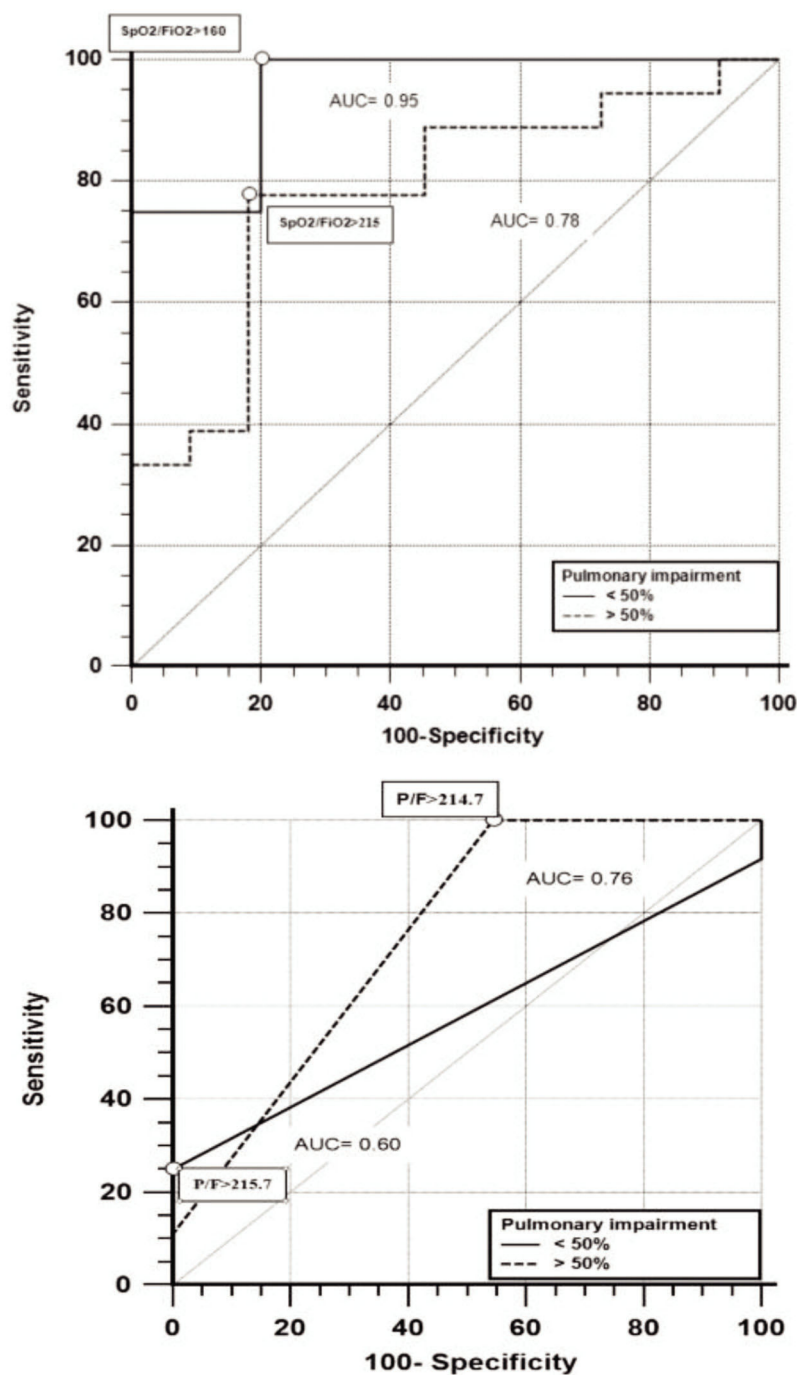 SpO2/FiO2>160
100
AUC= 0.95
80
SpO2/FiO2>215
AUC= 0.78
60
Sensitivity
40
20
Pulmonary impairment
< 50%
> 50%
0
0 20 40 60 80 100
100-Specificity
P/F>214.7
100
AUC= 0.76
80
60
Sensitivity
40
AUC= 0.60
P/F>215.7
20
Pulmonary impairment
< 50%
> 50%
0
0 20 40 60 80 100
100- Specificity